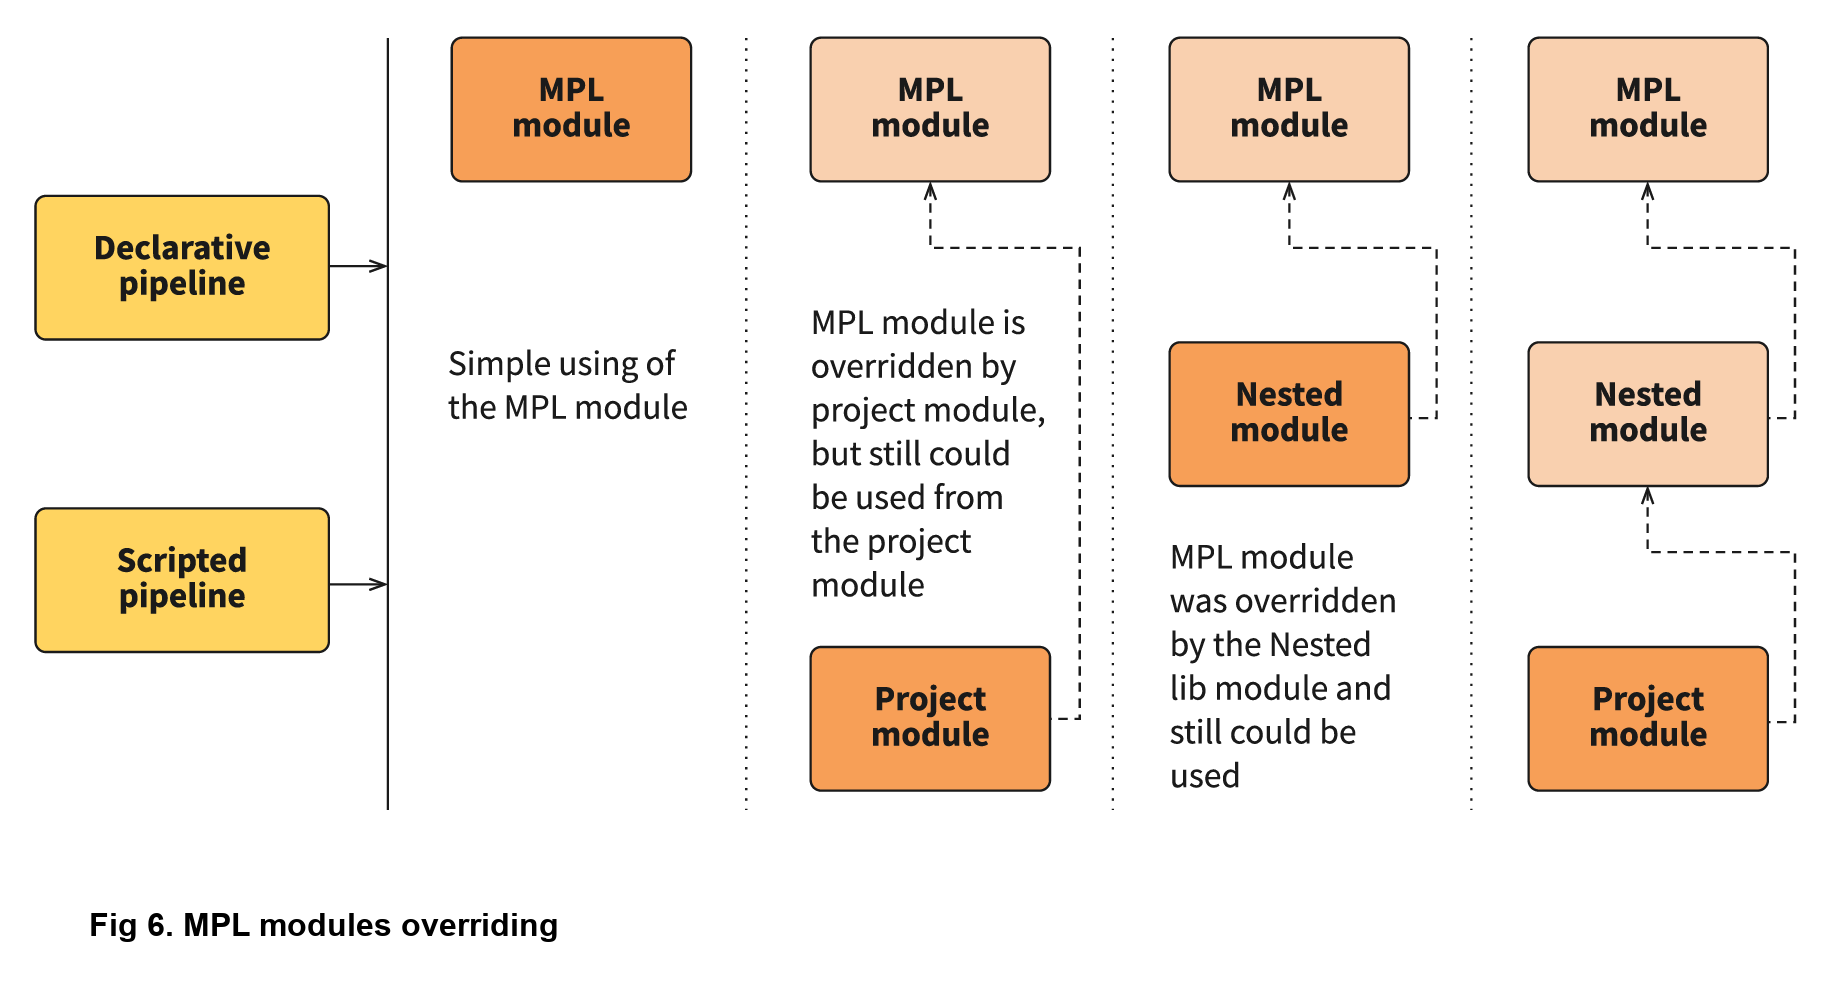 Declarative
pipeline
Scripted
pipeline
MPL
module
Simple using of
the MPL module
MPL
module
MPL module is
overridden by
project module,
but still could
be used from
the project
module
Project
module
MPL
module
Nested
module
MPL module
was overridden
by the Nested
lib module and
still could be
used
MPL
module
Nested
module
Project
module
Fig 6. MPL modules overriding